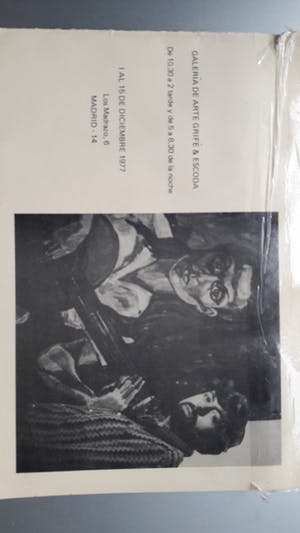 GALERÍA DE ARTE GRIFÉ & ESCODA
De 10,30 a 2 tarde y de 5 a 8,30 de la noche
1 AL 15 DE DICIEMBRE 1977
Los Madrazo, 6
MADRID - 14